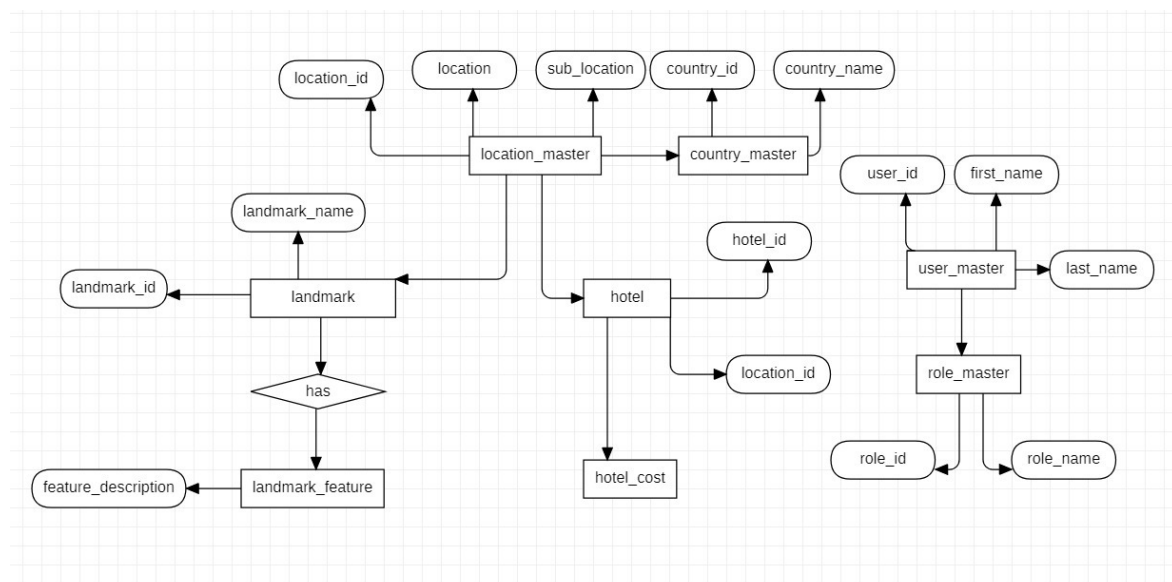 location_id
location
sub_location
country_id
country_name
location_master
country_master
user_id
first_name
landmark_name
hotel_id
user_master
last_name
landmark_id
landmark
hotel
location_id
role_master
has
role_id
role_name
feature_description
landmark_feature
hotel_cost